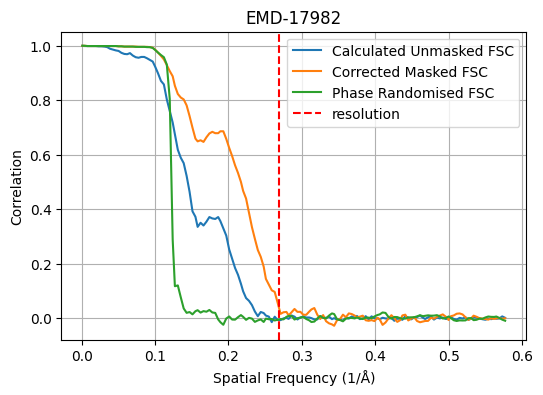 EMD-17982
Calculated Unmasked FSC
Corrected Masked FSC
Phase Randomised FSC
resolution
Correlation
1.0
0.8
0.6
0.4
0.2
0.0
0.0 0.1 0.2 0.3 0.4 0.5 0.6
Spatial Frequency (1/Å)